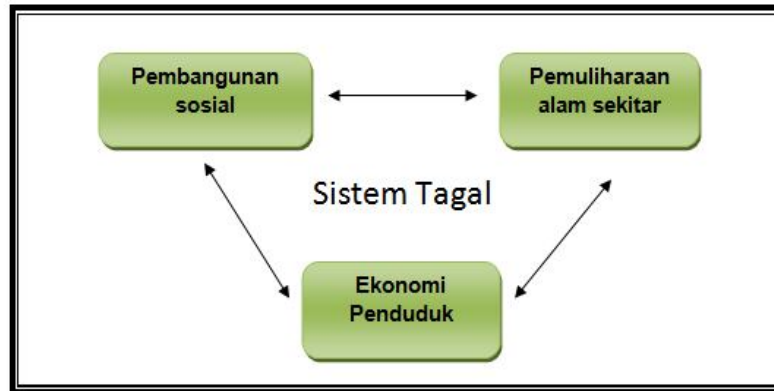 Pembangunan
sosial
Pemuliharaan
alam sekitar
Sistem Tagal
Ekonomi
Penduduk